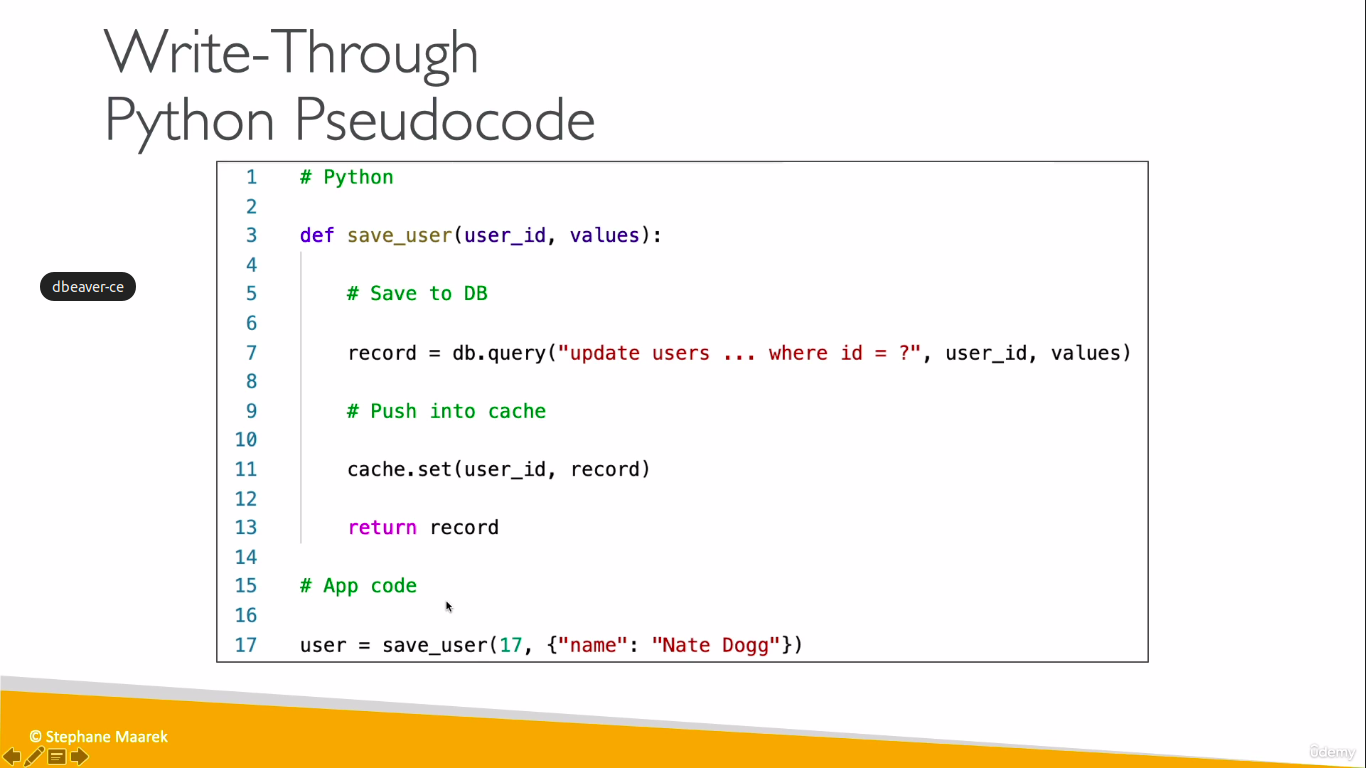 Write-Through
Python Pseudocode
1 # Python
2
3 def save_user(user_id, values):
4
dbeaver-ce
5 # Save to DB
6
7 record = db.query("update users ... where id = ?", user_id, values)
8
9 # Push into cache
10
11 cache.set(user_id, record)
12
13 return record
14
15 # App code
16
17 user = save_user(17, {"name": "Nate Dogg"})
© Stephane Maarek
ûdemy